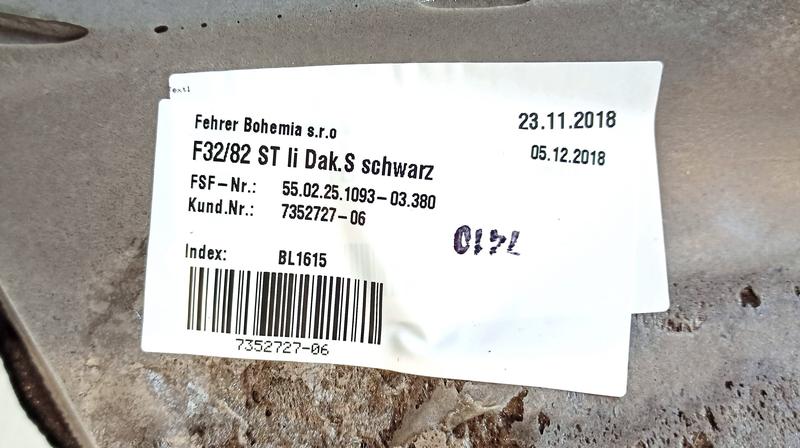 Text1
Fehrer Bohemia s.r.o
23.11.2018
F32/82 ST li Dak.S schwarz
05.12.2018
FSF-Nr.: 55.02.25.1093-03.380
Kund.Nr.: 7352727-06
Index: BL1615
7352727-06